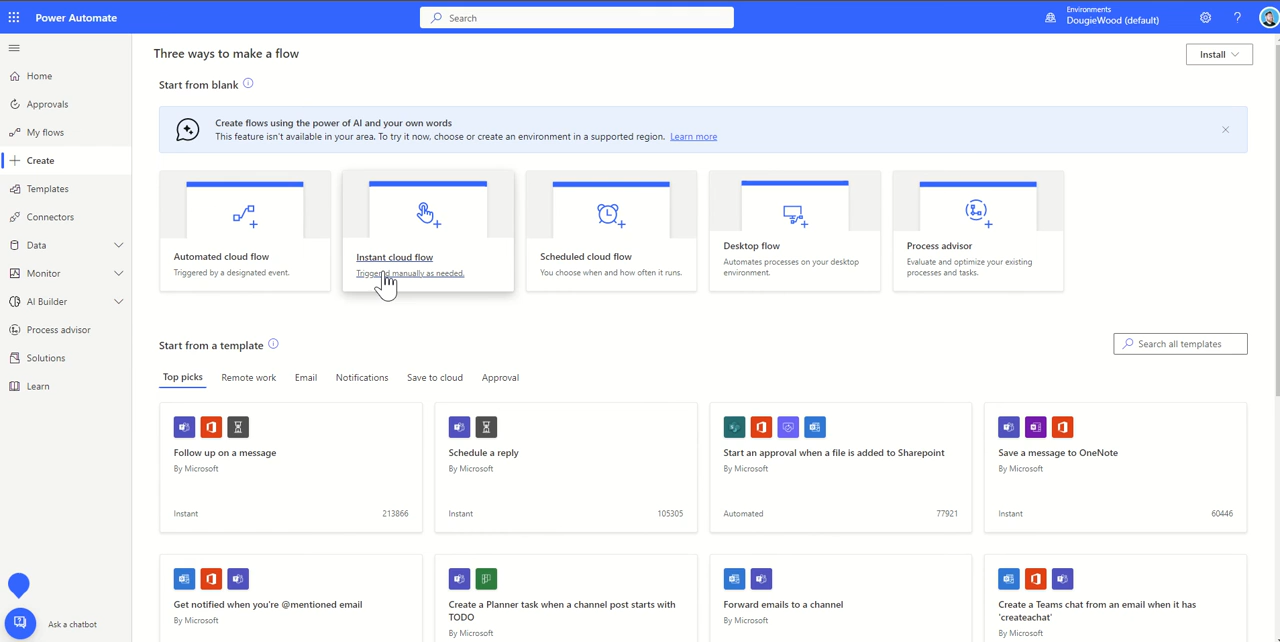 Power Automate
Search
Environments
DougieWood (default)
Home
Approvals
My flows
Create
Templates
Connectors
Data
Monitor
AI Builder
Process advisor
Solutions
Learn
Ask a chatbot
Three ways to make a flow
Install
Start from blank
Create flows using the power of AI and your own words
This feature isn't available in your area. To try it now, choose or create an environment in a supported region. Learn more
Automated cloud flow
Triggered by a designated event.
Instant cloud flow
Triggered manually as needed.
Scheduled cloud flow
You choose when and how often it runs.
Desktop flow
Automates processes on your desktop
environment.
Process advisor
Evaluate and optimize your existing
processes and tasks.
Start from a template
Search all templates
Top picks
Remote work
Email
Notifications
Save to cloud
Approval
Follow up on a message
By Microsoft
Instant
213866
Schedule a reply
By Microsoft
Instant
105305
Start an approval when a file is added to Sharepoint
By Microsoft
Automated
77921
Save a message to OneNote
By Microsoft
Instant
60446
Get notified when you're @mentioned email
By Microsoft
Create a Planner task when a channel post starts with
TODO
By Microsoft
Forward emails to a channel
By Microsoft
Create a Teams chat from an email when it has
'createachat'
By Microsoft